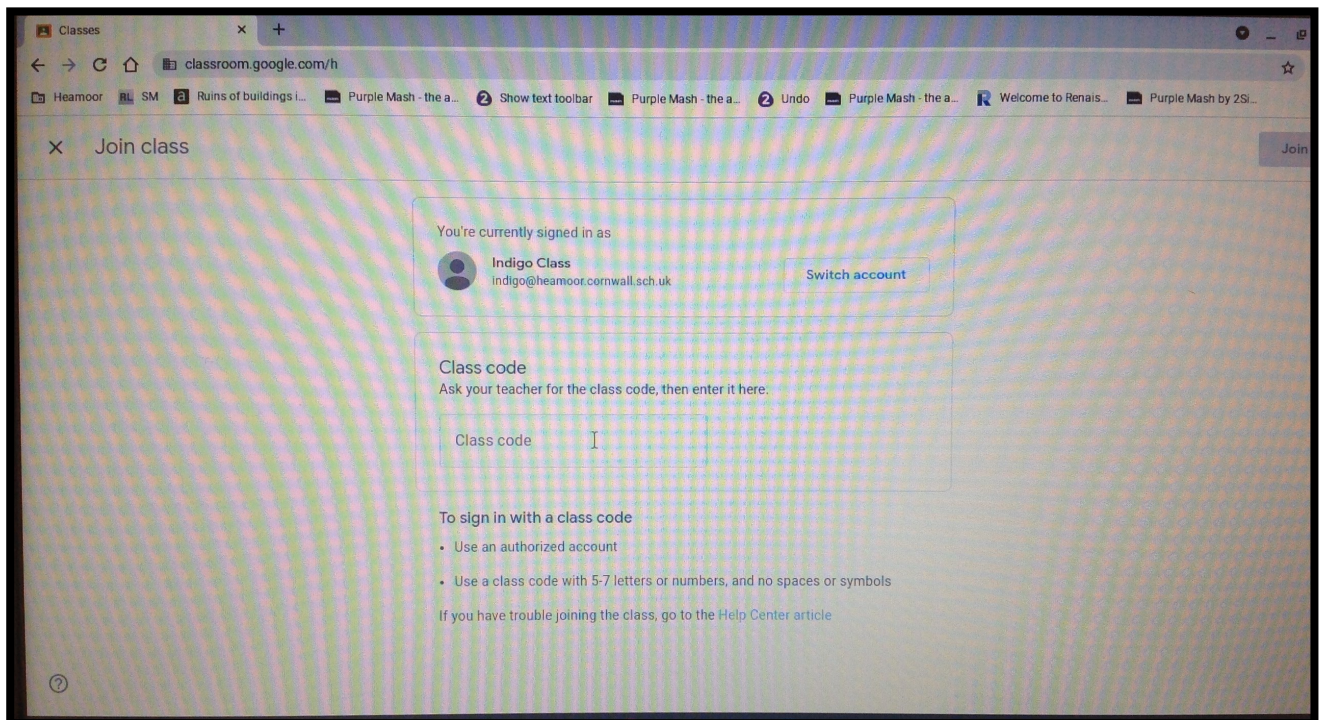 Classes
classroom.google.com/h
Heamoor RL SM a Ruins of buildings i... Purple Mash - the a... 2 Show text toolbar Purple Mash - the a... 2 Undo Purple Mash - the a... R Welcome to Renais... Purple Mash by 2Si...
Join class Join
You're currently signed in as
Indigo Class
indigo@heamoor.cornwall.sch.uk
Switch account
Class code
Ask your teacher for the class code, then enter it here.
Class code
To sign in with a class code
• Use an authorized account
• Use a class code with 5-7 letters or numbers, and no spaces or symbols
If you have trouble joining the class, go to the Help Center article
?